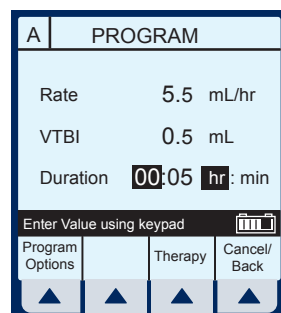 A PROGRAM
Rate 5.5 mL/hr
VTBI 0.5 mL
Duration 00:05 hr : min
Enter Value using keypad
Program Options Therapy Cancel/ Back